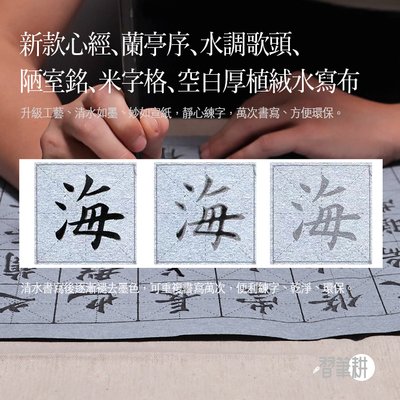 新款心經、蘭亭序、水調歌頭、
陋室銘、米字格、空白厚植絨水寫布
升級工藝、清水如墨、妙如宣紙，靜心練字，萬次書寫、方便環保。
海 海 海
清水書寫後逐漸褪去墨色，可重複書寫萬次，便利練字、乾淨、環保。
習筆耕